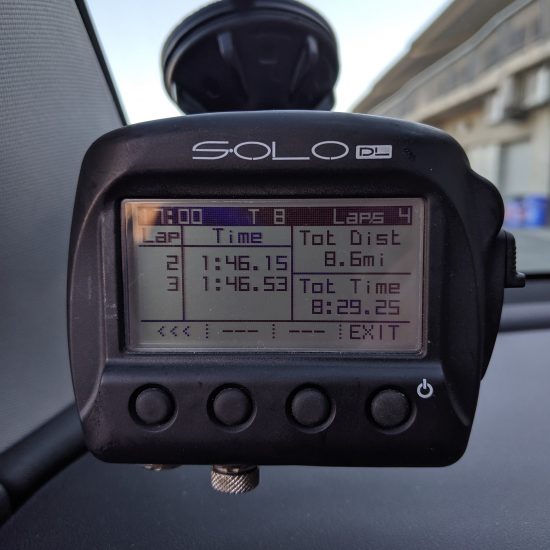 SOLO DL
17:00 T 8 Laps 4
Lap Time Tot Dist
8.6mi
2 1:46.15
3 1:46.53
Tot Time
8:29.25
<<< --- --- EXIT